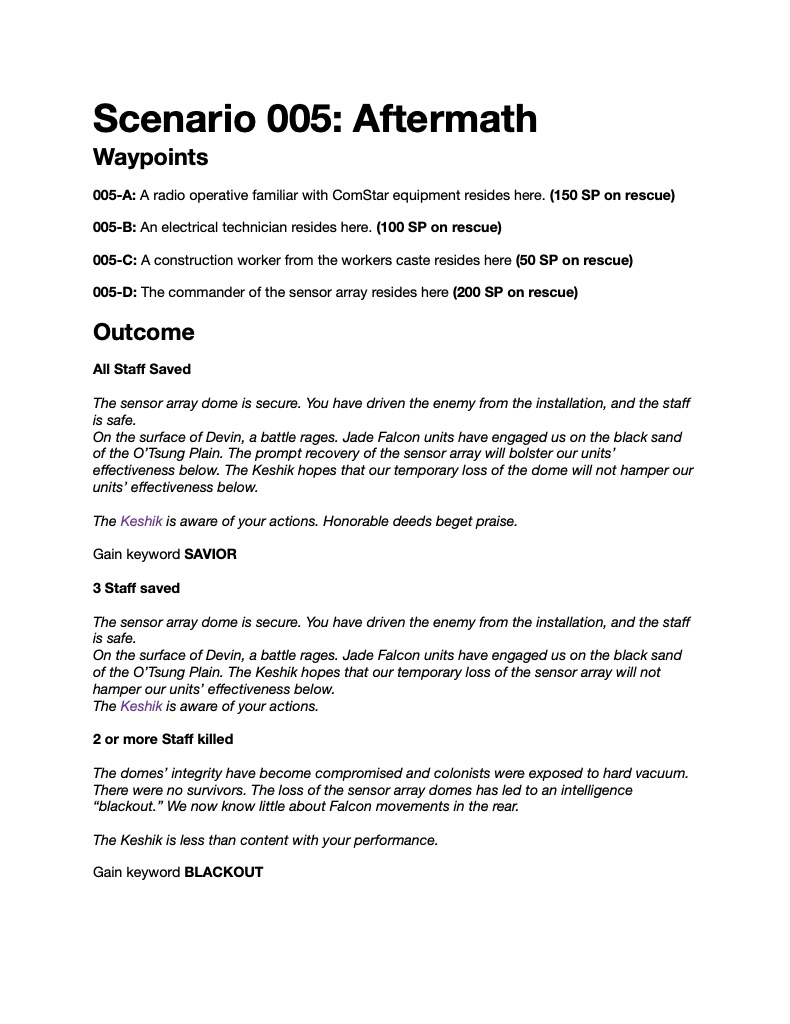 Scenario 005: Aftermath
Waypoints
005-A: A radio operative familiar with ComStar equipment resides here. (150 SP on rescue)
005-B: An electrical technician resides here. (100 SP on rescue)
005-C: A construction worker from the workers caste resides here (50 SP on rescue)
005-D: The commander of the sensor array resides here (200 SP on rescue)
Outcome
All Staff Saved
The sensor array dome is secure. You have driven the enemy from the installation, and the staff
is safe.
On the surface of Devin, a battle rages. Jade Falcon units have engaged us on the black sand
of the O’Tsung Plain. The prompt recovery of the sensor array will bolster our units’
effectiveness below. The Keshik hopes that our temporary loss of the dome will not hamper our
units’ effectiveness below.
The Keshik is aware of your actions. Honorable deeds beget praise.
Gain keyword SAVIOR
3 Staff saved
The sensor array dome is secure. You have driven the enemy from the installation, and the staff
is safe.
On the surface of Devin, a battle rages. Jade Falcon units have engaged us on the black sand
of the O’Tsung Plain. The Keshik hopes that our temporary loss of the sensor array will not
hamper our units’ effectiveness below.
The Keshik is aware of your actions.
2 or more Staff killed
The domes’ integrity have become compromised and colonists were exposed to hard vacuum.
There were no survivors. The loss of the sensor array domes has led to an intelligence
“blackout.” We now know little about Falcon movements in the rear.
The Keshik is less than content with your performance.
Gain keyword BLACKOUT